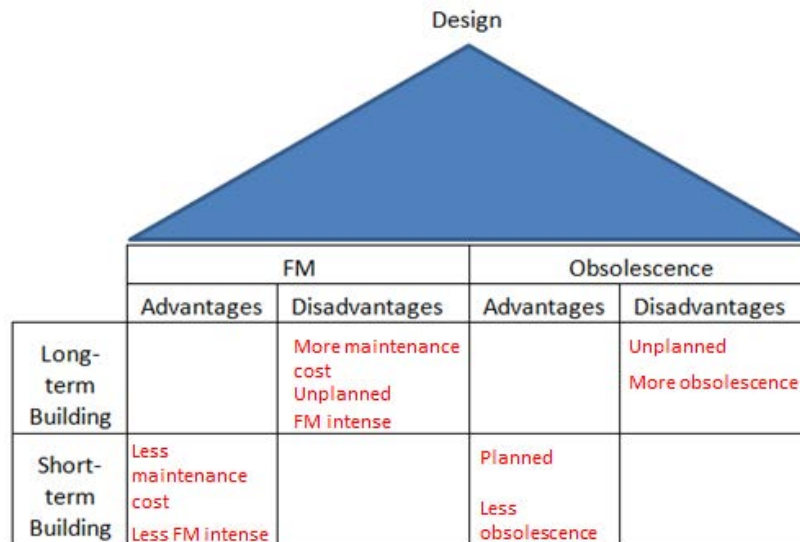 Design
FM
Obsolescence
Advantages
Disadvantages
Advantages
Disadvantages
Long-
term
Building
More maintenance
cost
Unplanned
FM intense
Unplanned
More obsolescence
Short-
term
Building
Less
maintenance
cost
Less FM intense
Planned
Less
obsolescence